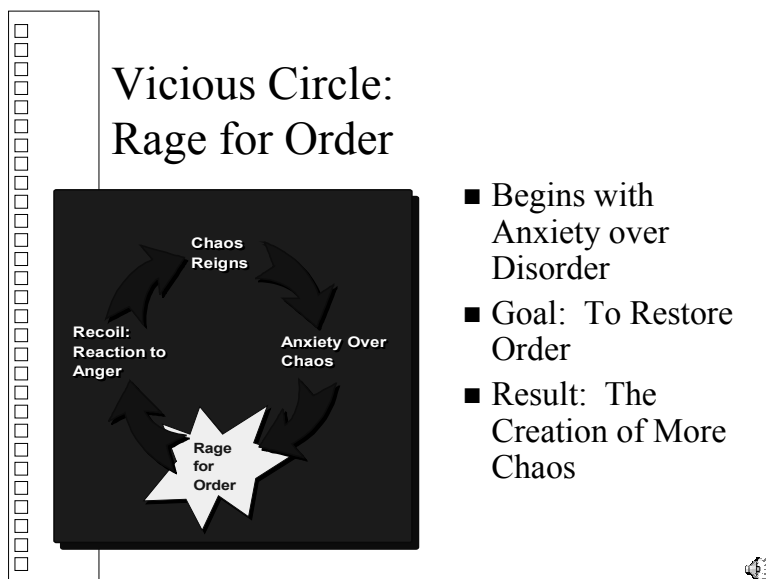 Vicious Circle:
Rage for Order
Chaos
Reigns
Anxiety Over
Chaos
Rage
for
Order
Recoil:
Reaction to
Anger
Begins with
Anxiety over
Disorder
Goal: To Restore
Order
Result: The
Creation of More
Chaos